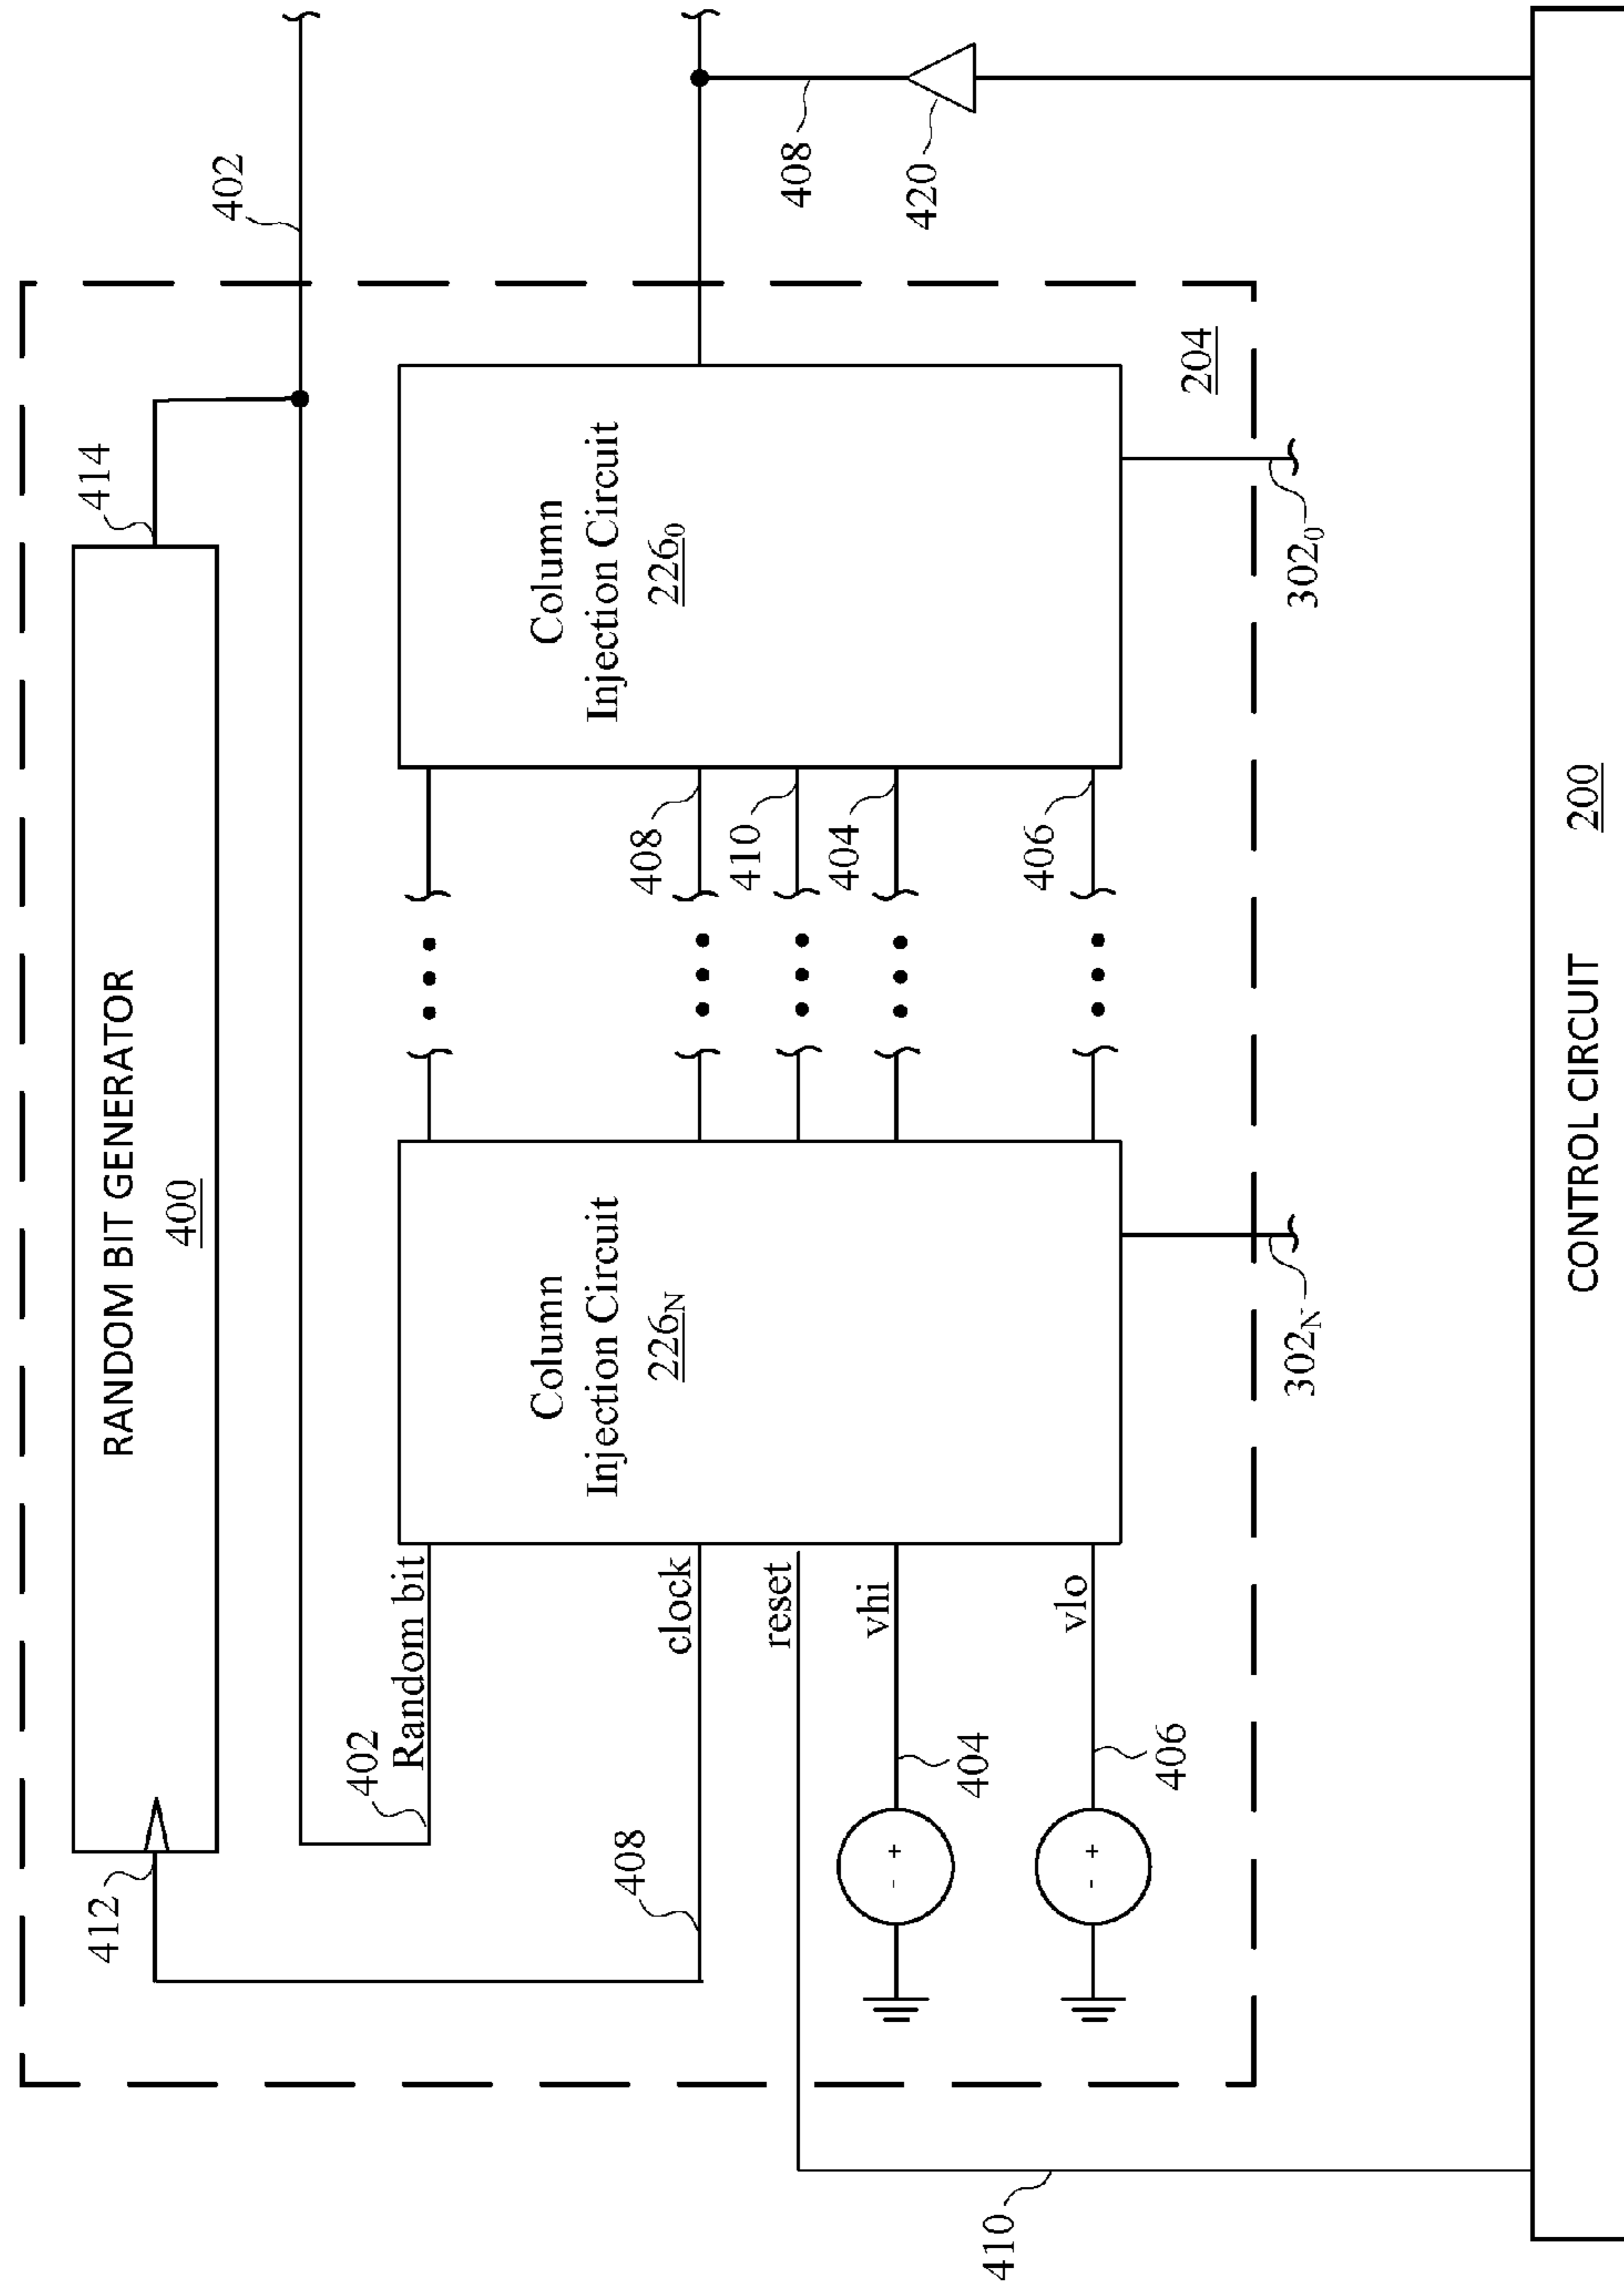 RANDOM BIT GENERATOR
400
412
414
402
402
Random bit
Column
Injection Circuit
226N
Column
Injection Circuit
2260
408
clock
408
408
reset
410
vhi
404
404
420
vlo
406
406
204
302N
3020
410
CONTROL CIRCUIT
200